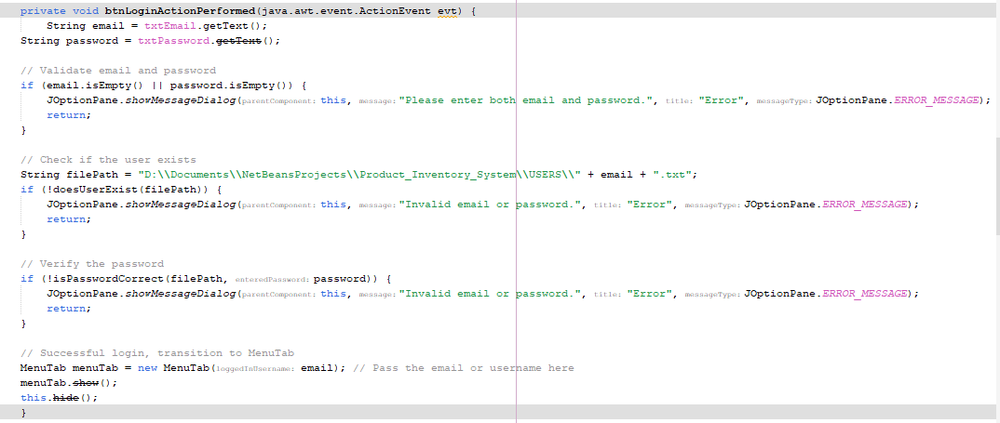 private void btnLoginActionPerformed(java.awt.event.ActionEvent evt) {
String email = txtEmail.getText();
String password = txtPassword.getText();
// Validate email and password
if (email.isEmpty() || password.isEmpty()) {
JOptionPane.showMessageDialog(parentComponent: this, message: "Please enter both email and password.", title: "Error", messageType: JOptionPane.ERROR_MESSAGE);
return;
}
// Check if the user exists
String filePath = "D:\\Documents\\NetBeansProjects\\Product_Inventory_System\\USERS\\" + email + ".txt";
if (!doesUserExist(filePath)) {
JOptionPane.showMessageDialog(parentComponent: this, message: "Invalid email or password.", title: "Error", messageType: JOptionPane.ERROR_MESSAGE);
return;
}
// Verify the password
if (!isPasswordCorrect(filePath, enteredPassword: password)) {
JOptionPane.showMessageDialog(parentComponent: this, message: "Invalid email or password.", title: "Error", messageType: JOptionPane.ERROR_MESSAGE);
return;
}
// Successful login, transition to MenuTab
MenuTab menuTab = new MenuTab(loggedInUsername: email); // Pass the email or username here
menuTab.show();
this.hide();
}